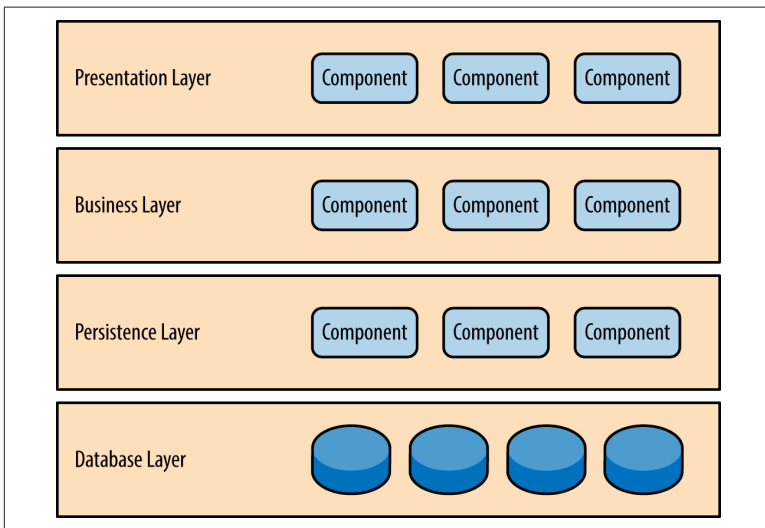 Presentation Layer Component Component Component
Business Layer Component Component Component
Persistence Layer Component Component Component
Database Layer